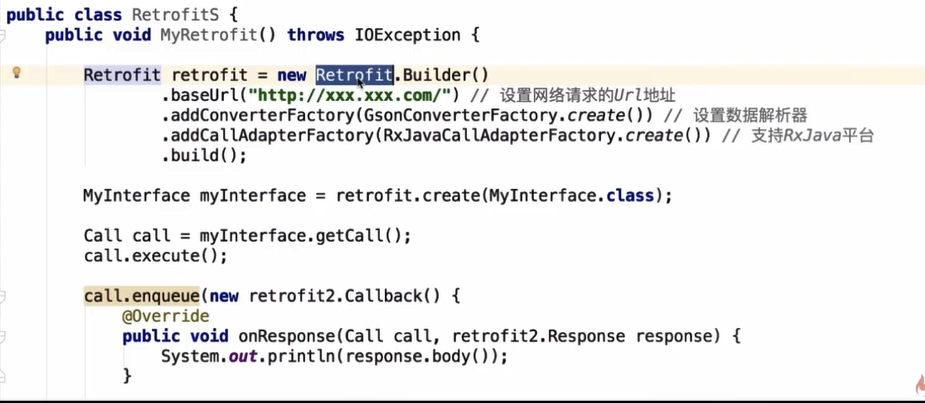 public class RetrofitS {
public void MyRetrofit() throws IOException {
Retrofit retrofit = new Retrofit.Builder()
.baseUrl("http://xxx.xxx.com/") // 设置网络请求的Url地址
.addConverterFactory(GsonConverterFactory.create()) // 设置数据解析器
.addCallAdapterFactory(RxJavaCallAdapterFactory.create()) // 支持RxJava平台
.build();
MyInterface myInterface = retrofit.create(MyInterface.class);
Call call = myInterface.getCall();
call.execute();
call.enqueue(new retrofit2.Callback() {
@Override
public void onResponse(Call call, retrofit2.Response response) {
System.out.println(response.body());
}